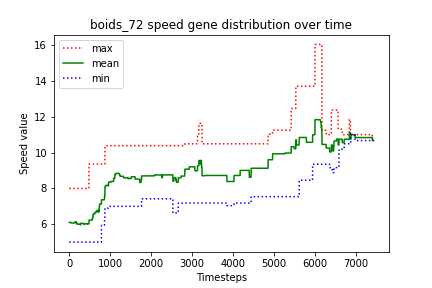 boids_72 speed gene distribution over time
max
mean
min
Speed value
16
14
12
10
8
6
0 1000 2000 3000 4000 5000 6000 7000
Timesteps